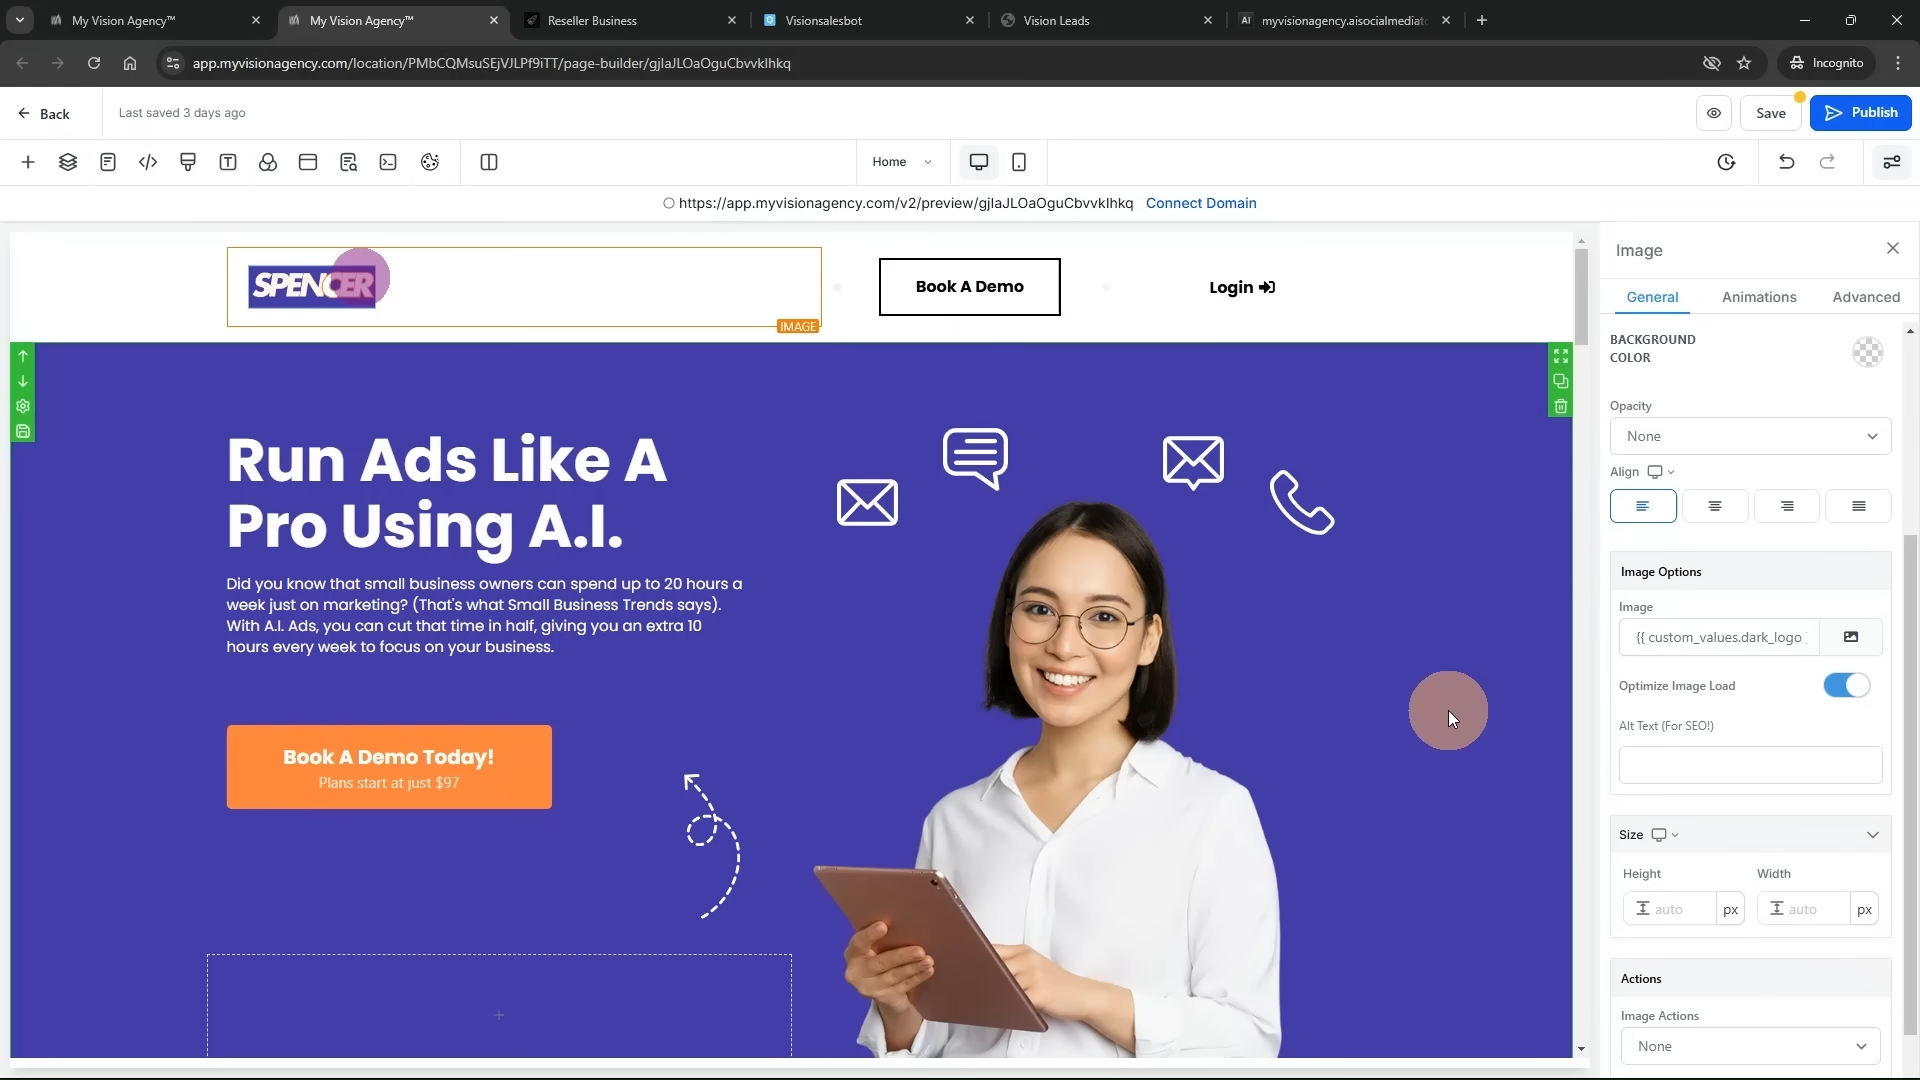 My Vision Agency™
My Vision Agency™
Reseller Business
Visionsalesbot
Vision Leads
AI
myvisionagency.aisocialmediato
app.myvisionagency.com/location/PMbCQMsuSEjVJLPf9iTT/page-builder/gjlaJLOaOguCbvvklhkq
Incognito
Back
Last saved 3 days ago
Save
Publish
Home
https://app.myvisionagency.com/v2/preview/gjlaJLOaOguCbvvklhkq Connect Domain
SPENCER
IMAGE
Book A Demo
Login
Run Ads Like A
Pro Using A.I.
Did you know that small business owners can spend up to 20 hours a
week just on marketing? (That's what Small Business Trends says).
With A.I. Ads, you can cut that time in half, giving you an extra 10
hours every week to focus on your business.
Book A Demo Today!
Plans start at just $97
Image
General
Animations
Advanced
BACKGROUND
COLOR
Opacity
None
Align
Image Options
Image
{{ custom_values.dark_logo
Optimize Image Load
Alt Text (For SEO!)
Size
Height
Width
auto px
auto px
Actions
Image Actions
None